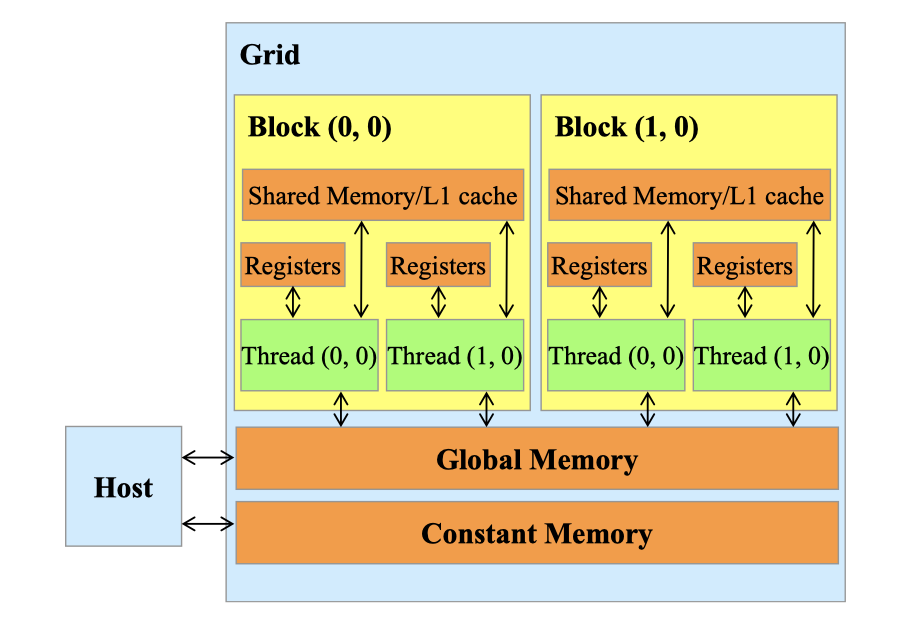 Grid
Block (0, 0)
Block (1, 0)
Shared Memory/L1 cache
Shared Memory/L1 cache
Registers
Registers
Registers
Registers
Thread (0, 0)
Thread (1, 0)
Thread (0, 0)
Thread (1, 0)
Host
Global Memory
Constant Memory